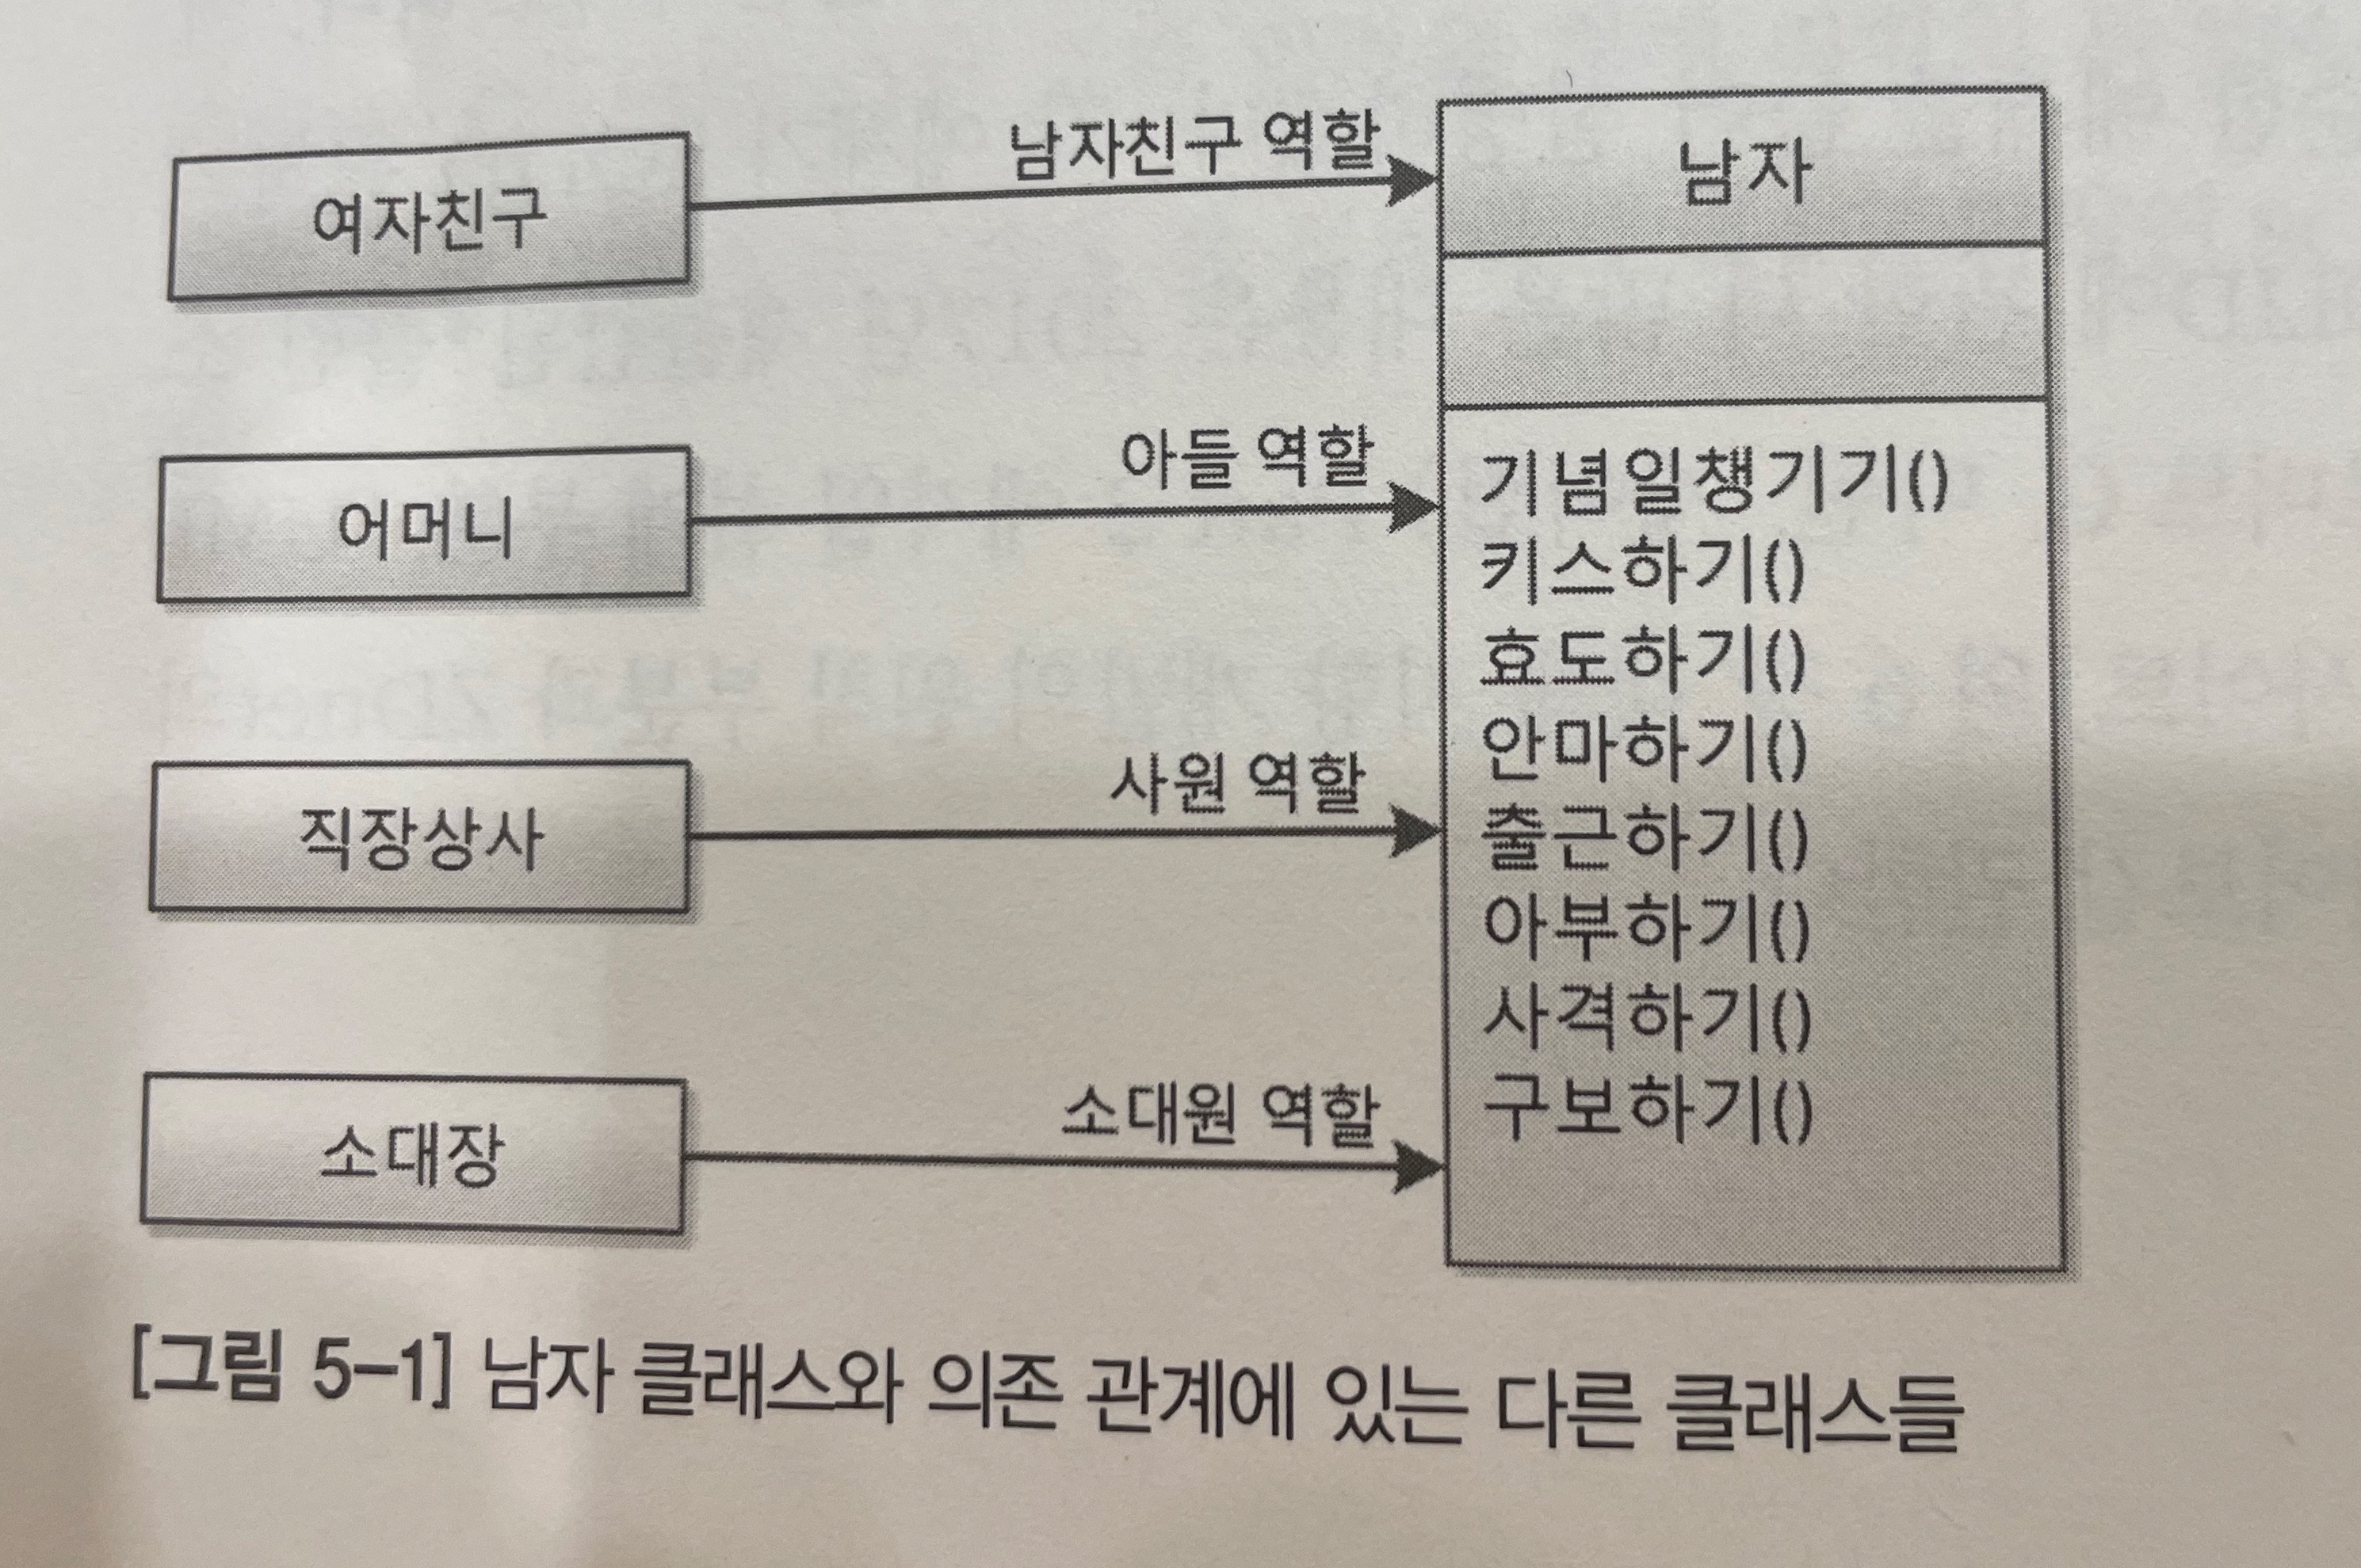 남자친구 역할
남자
여자친구
아들 역할
어머니
기념일챙기기()
키스하기()
효도하기()
안마하기()
사원 역할
직장상사
출근하기()
아부하기()
사격하기()
구보하기()
소대원 역할
소대장
[그림 5-1] 남자 클래스와 의존 관계에 있는 다른 클래스들